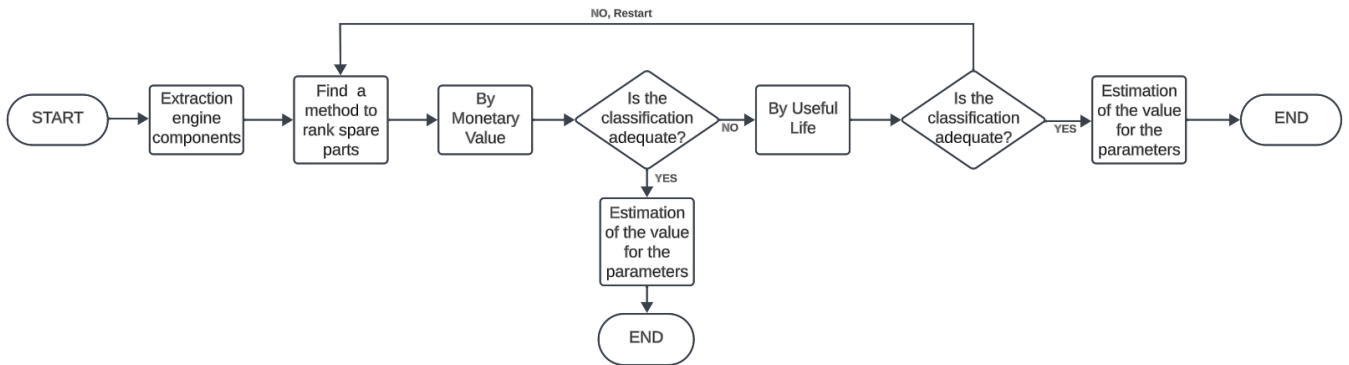 NO, Restart
START
Extraction
engine
components
Find a
method to
rank spare
parts
By
Monetary
Value
Is the
classification
adequate?
NO
By Useful
Life
Is the
classification
adequate?
YES
Estimation
of the value
for the
parameters
END
YES
Estimation
of the value
for the
parameters
END